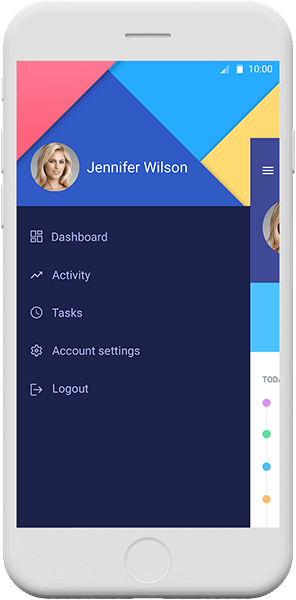 10:00
Jennifer Wilson
Dashboard
Activity
Tasks
Account settings
Logout
TODA